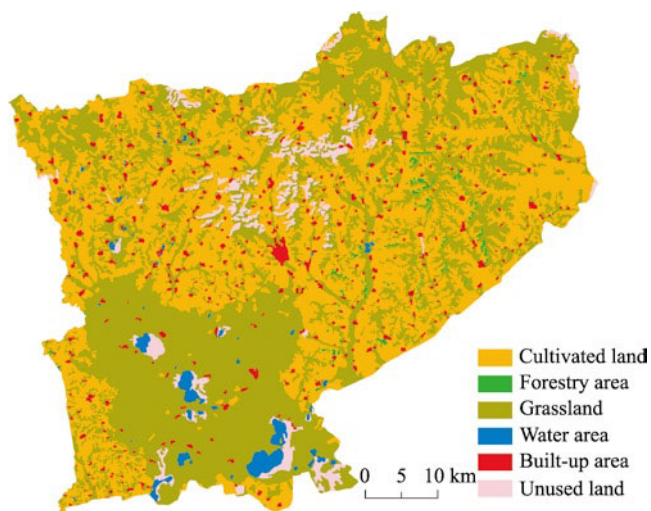 Cultivated land
Forestry area
Grassland
Water area
Built-up area
Unused land
0 5 10 km